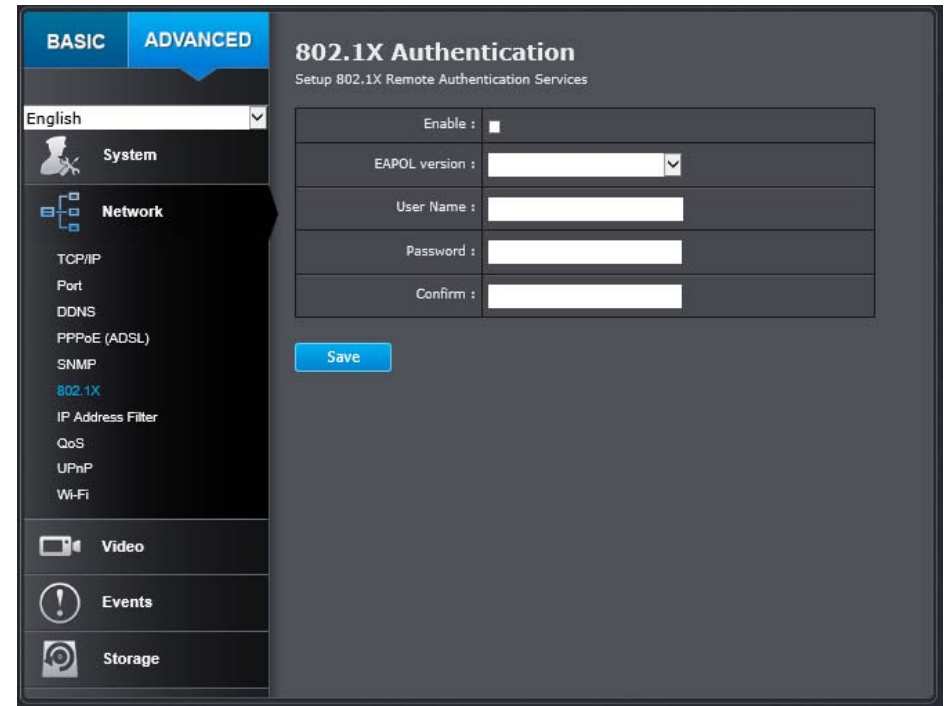 BASIC
ADVANCED
English
System
Network
TCP/IP
Port
DDNS
PPPoE (ADSL)
SNMP
802.1X
IP Address Filter
QoS
UPnP
Wi-Fi
Video
Events
Storage
802.1X Authentication
Setup 802.1X Remote Authentication Services
Enable :
EAPOL version :
User Name :
Password :
Confirm :
Save